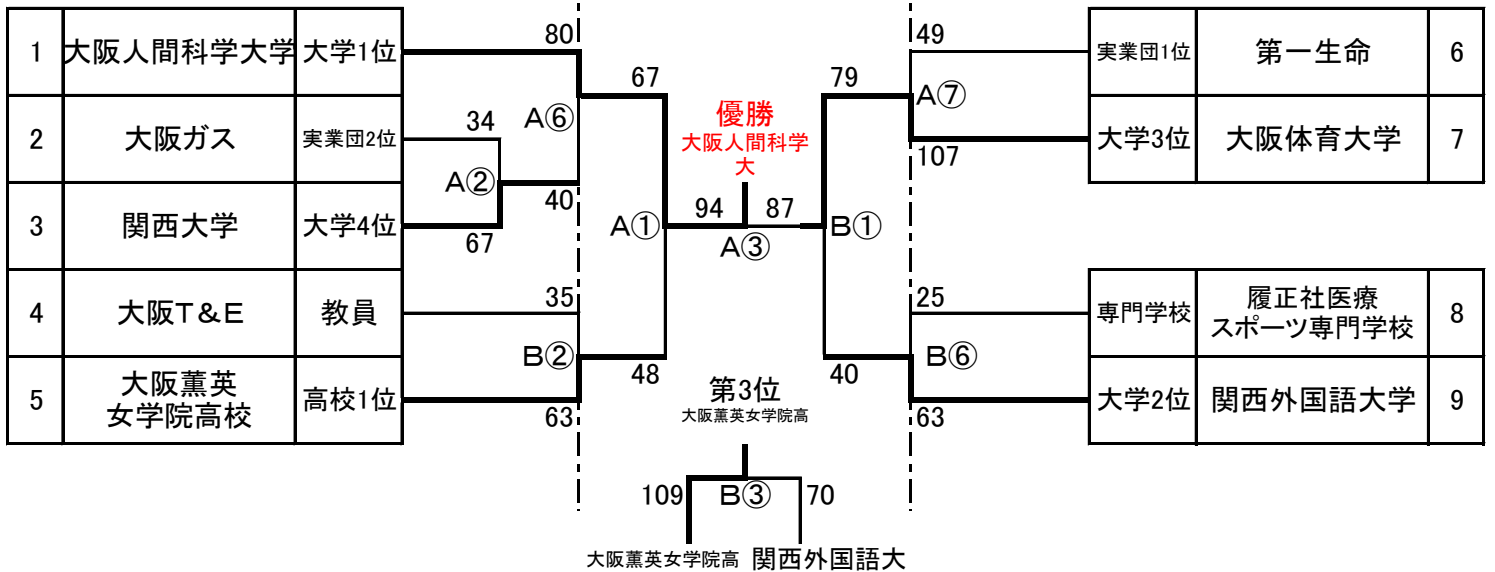 1 大阪人間科学大学 大学1位
2 大阪ガス 実業団2位
3 関西大学 大学4位
4 大阪T&E 教員
5 大阪薫英
女学院高校 高校1位
80
67
34
A⑥
A②
40
67
A①
35
B②
48
63
優勝
大阪人間科学
大
94 87
A③
49
79
A⑦
107
B①
25
B⑥
40
63
実業団1位 第一生命 6
大学3位 大阪体育大学 7
専門学校 履正社医療
スポーツ専門学校 8
大学2位 関西外国語大学 9
第3位
大阪薫英女学院高
109 B③ 70
大阪薫英女学院高 関西外国語大